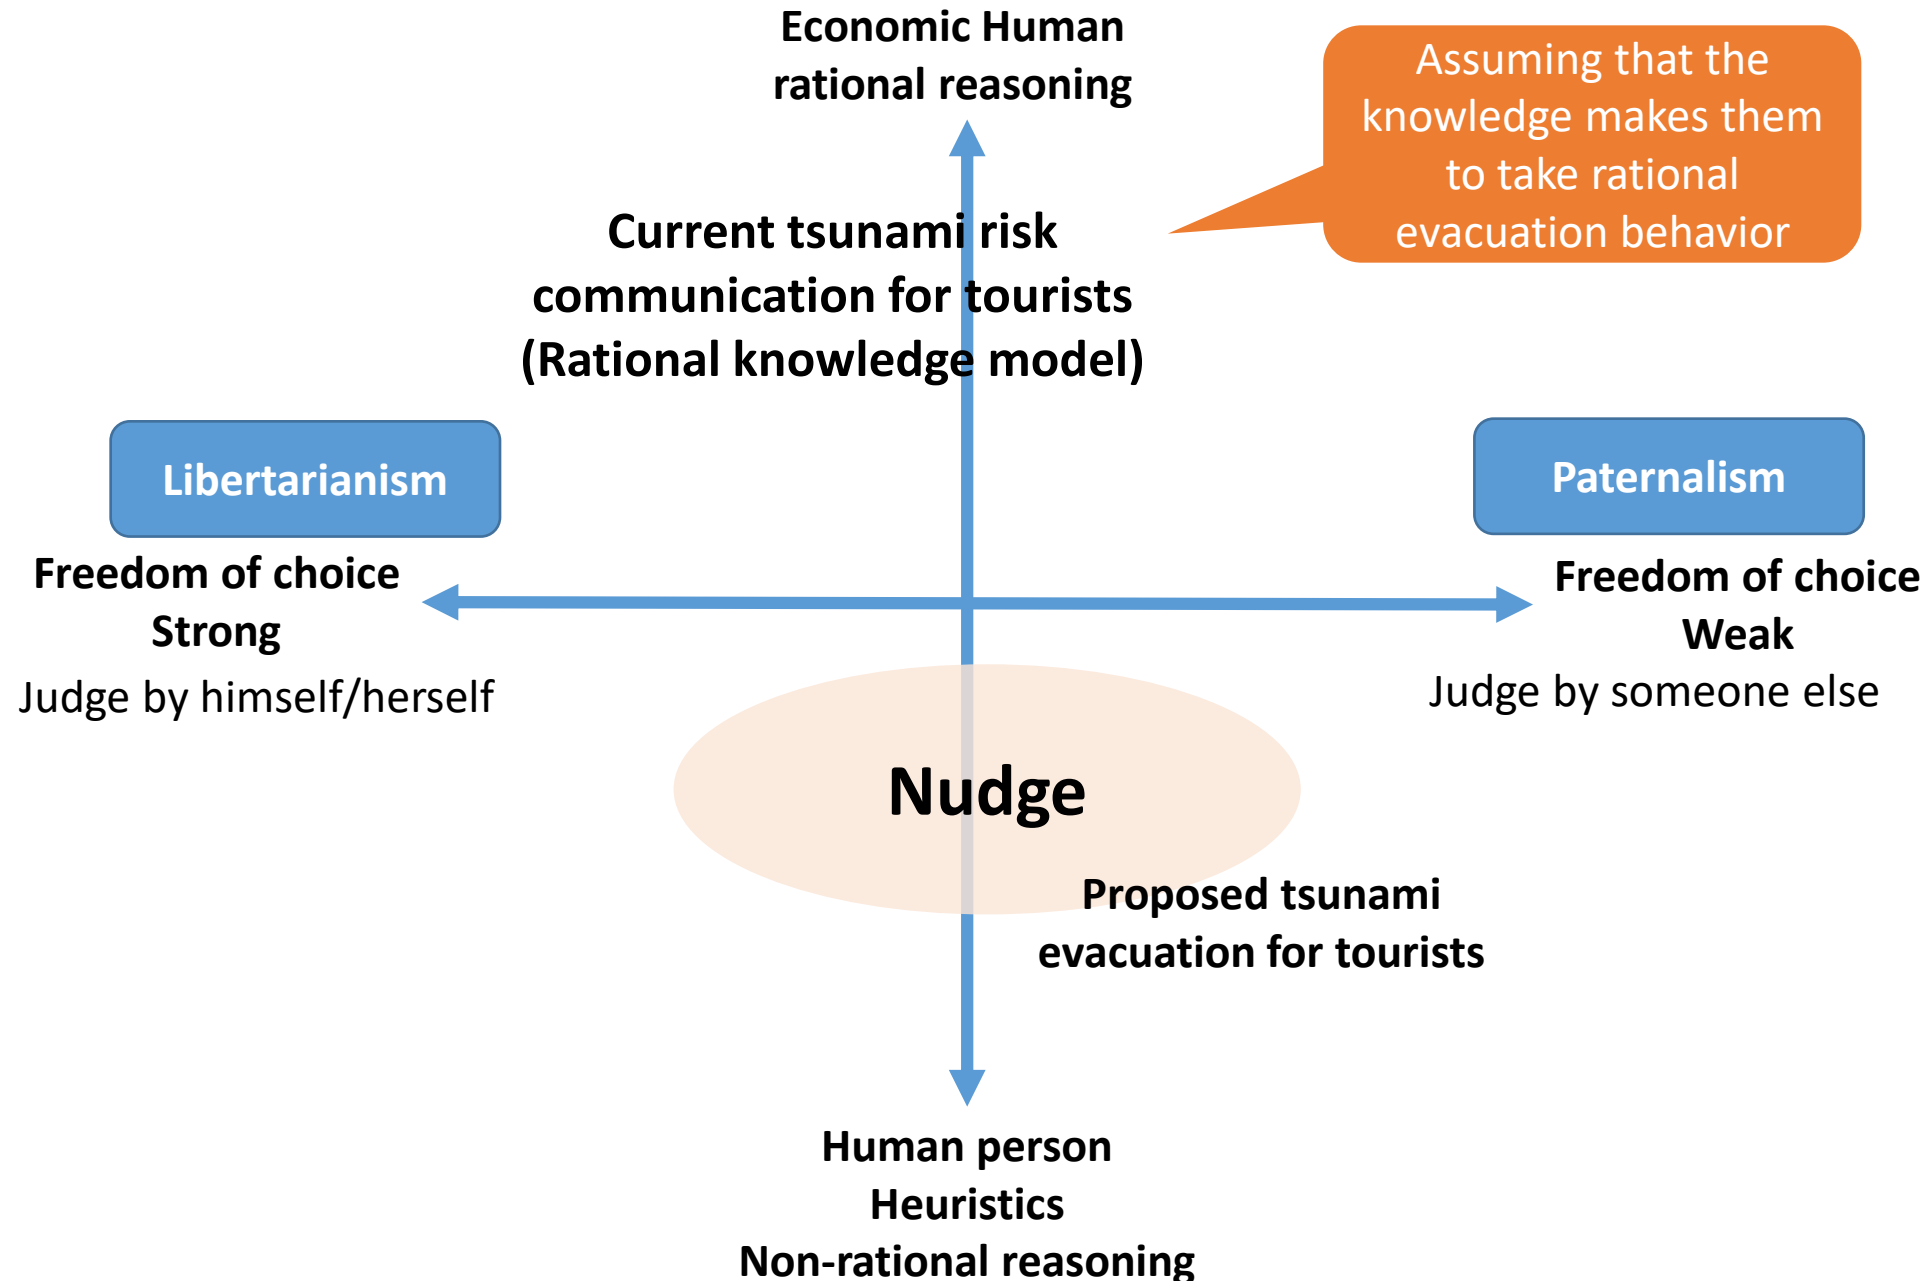 Economic Human
rational reasoning
Assuming that the
knowledge makes them
to take rational
evacuation behavior
Current tsunami risk
communication for tourists
(Rational knowledge model)
Libertarianism
Paternalism
Freedom of choice
Strong
Judge by himself/herself
Freedom of choice
Weak
Judge by someone else
Nudge
Proposed tsunami
evacuation for tourists
Human person
Heuristics
Non-rational reasoning